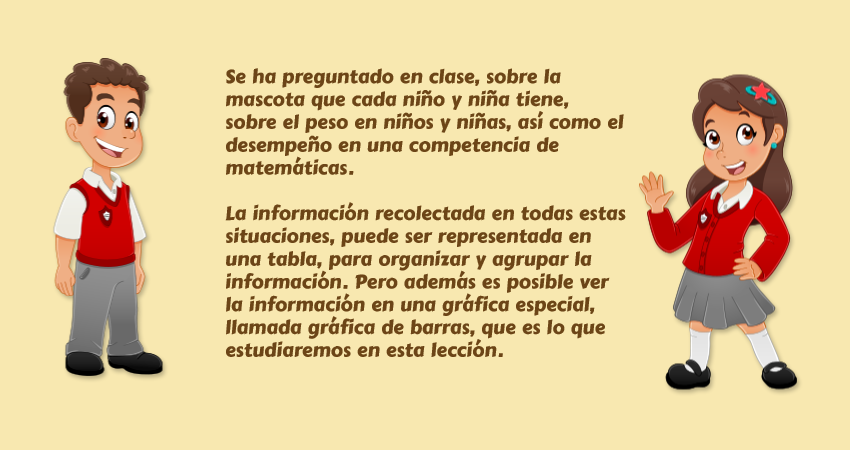 Se ha preguntado en clase, sobre la
mascota que cada niño y niña tiene,
sobre el peso en niños y niñas, así como el
desempeño en una competencia de
matemáticas.
La información recolectada en todas estas
situaciones, puede ser representada en
una tabla, para organizar y agrupar la
información. Pero además es posible ver
la información en una gráfica especial,
llamada gráfica de barras, que es lo que
estudiaremos en esta lección.